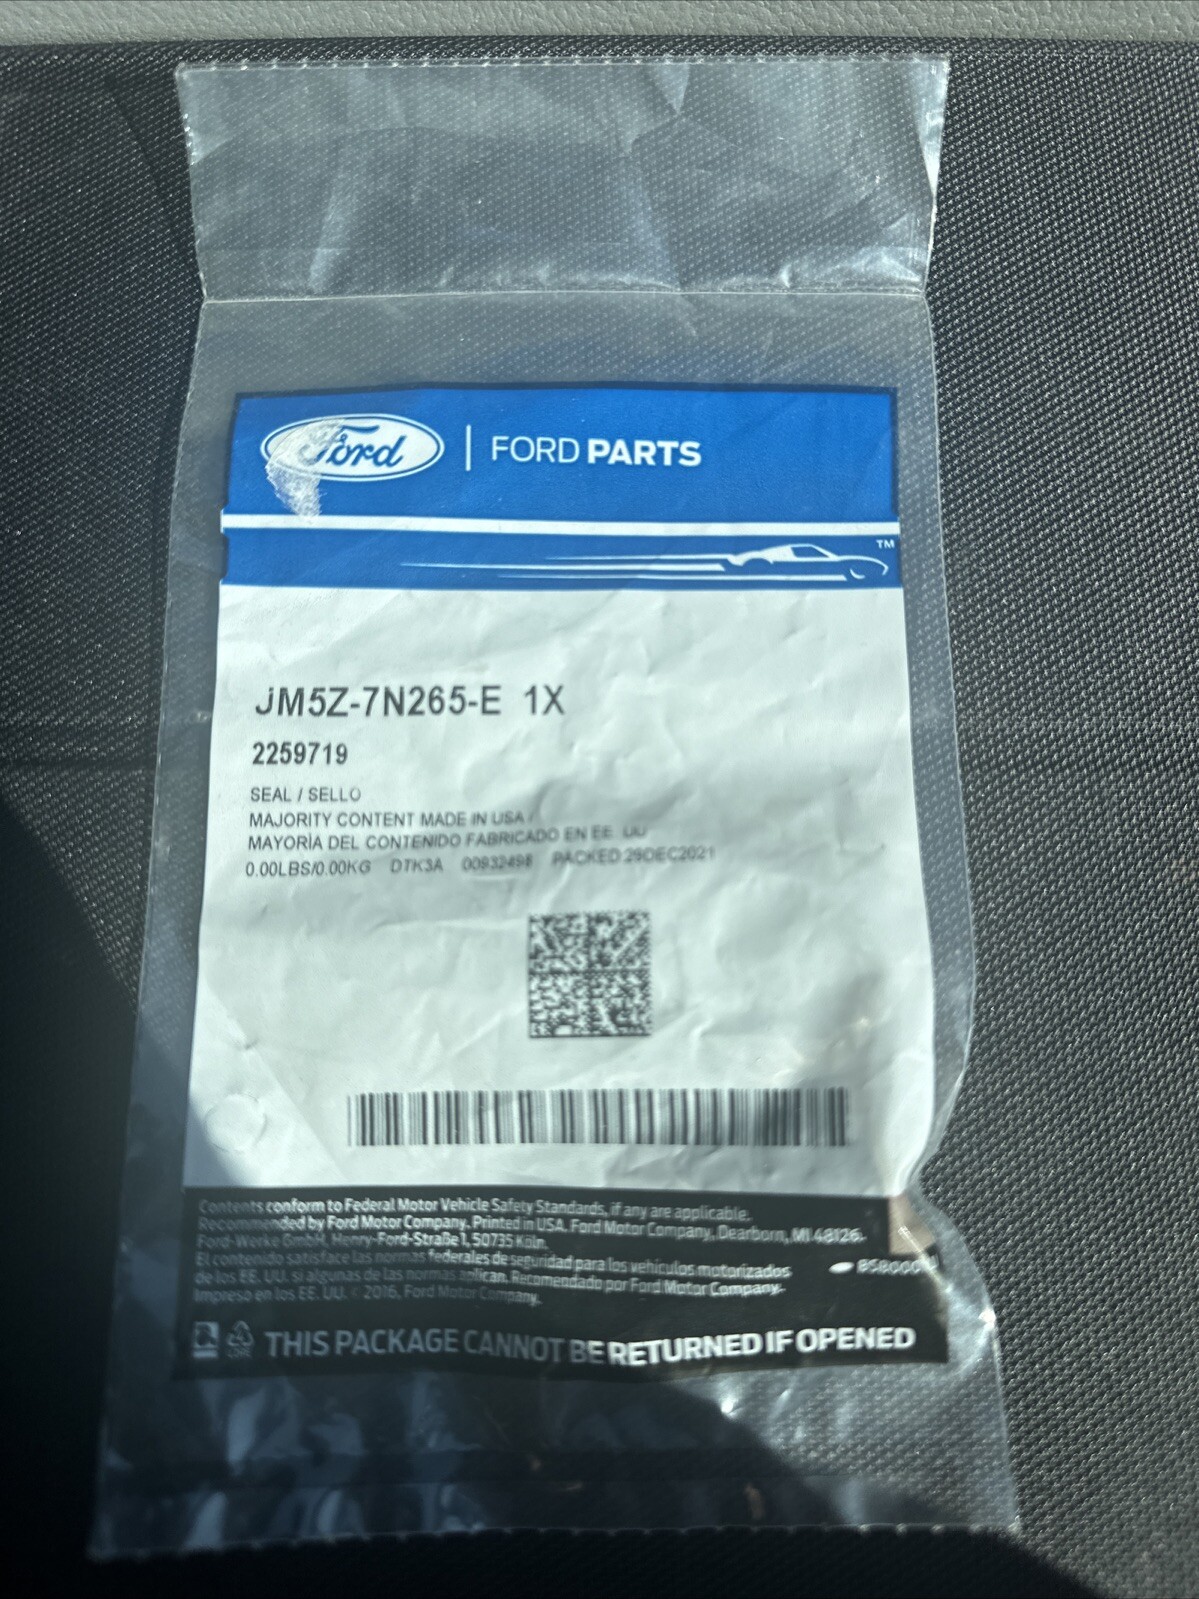 Ford | FORD PARTS
TM
JM5Z-7N265-E 1X
2259719
SEAL / SELLO
MAJORITY CONTENT MADE IN USA /
MAYORÍA DEL CONTENIDO FABRICADO EN EE. UU
0.00LBS/0.00KG DTK3A 00932498 PACKED:29DEC2021
Contents conform to Federal Motor Vehicle Safety Standards, if any are applicable.
Recommended by Ford Motor Company. Printed in USA. Ford Motor Company, Dearborn, MI 48126.
Ford-Werke GmbH, Henry-Ford-Straße 1, 50735 Köln.
El contenido satisface las normas federales de seguridad para los vehículos motorizados
de los EE. UU. si algunas de las normas aplican. Recomendado por Ford Motor Company.
Impreso en los EE. UU. © 2016, Ford Motor Company.
THIS PACKAGE CANNOT BE RETURNED IF OPENED